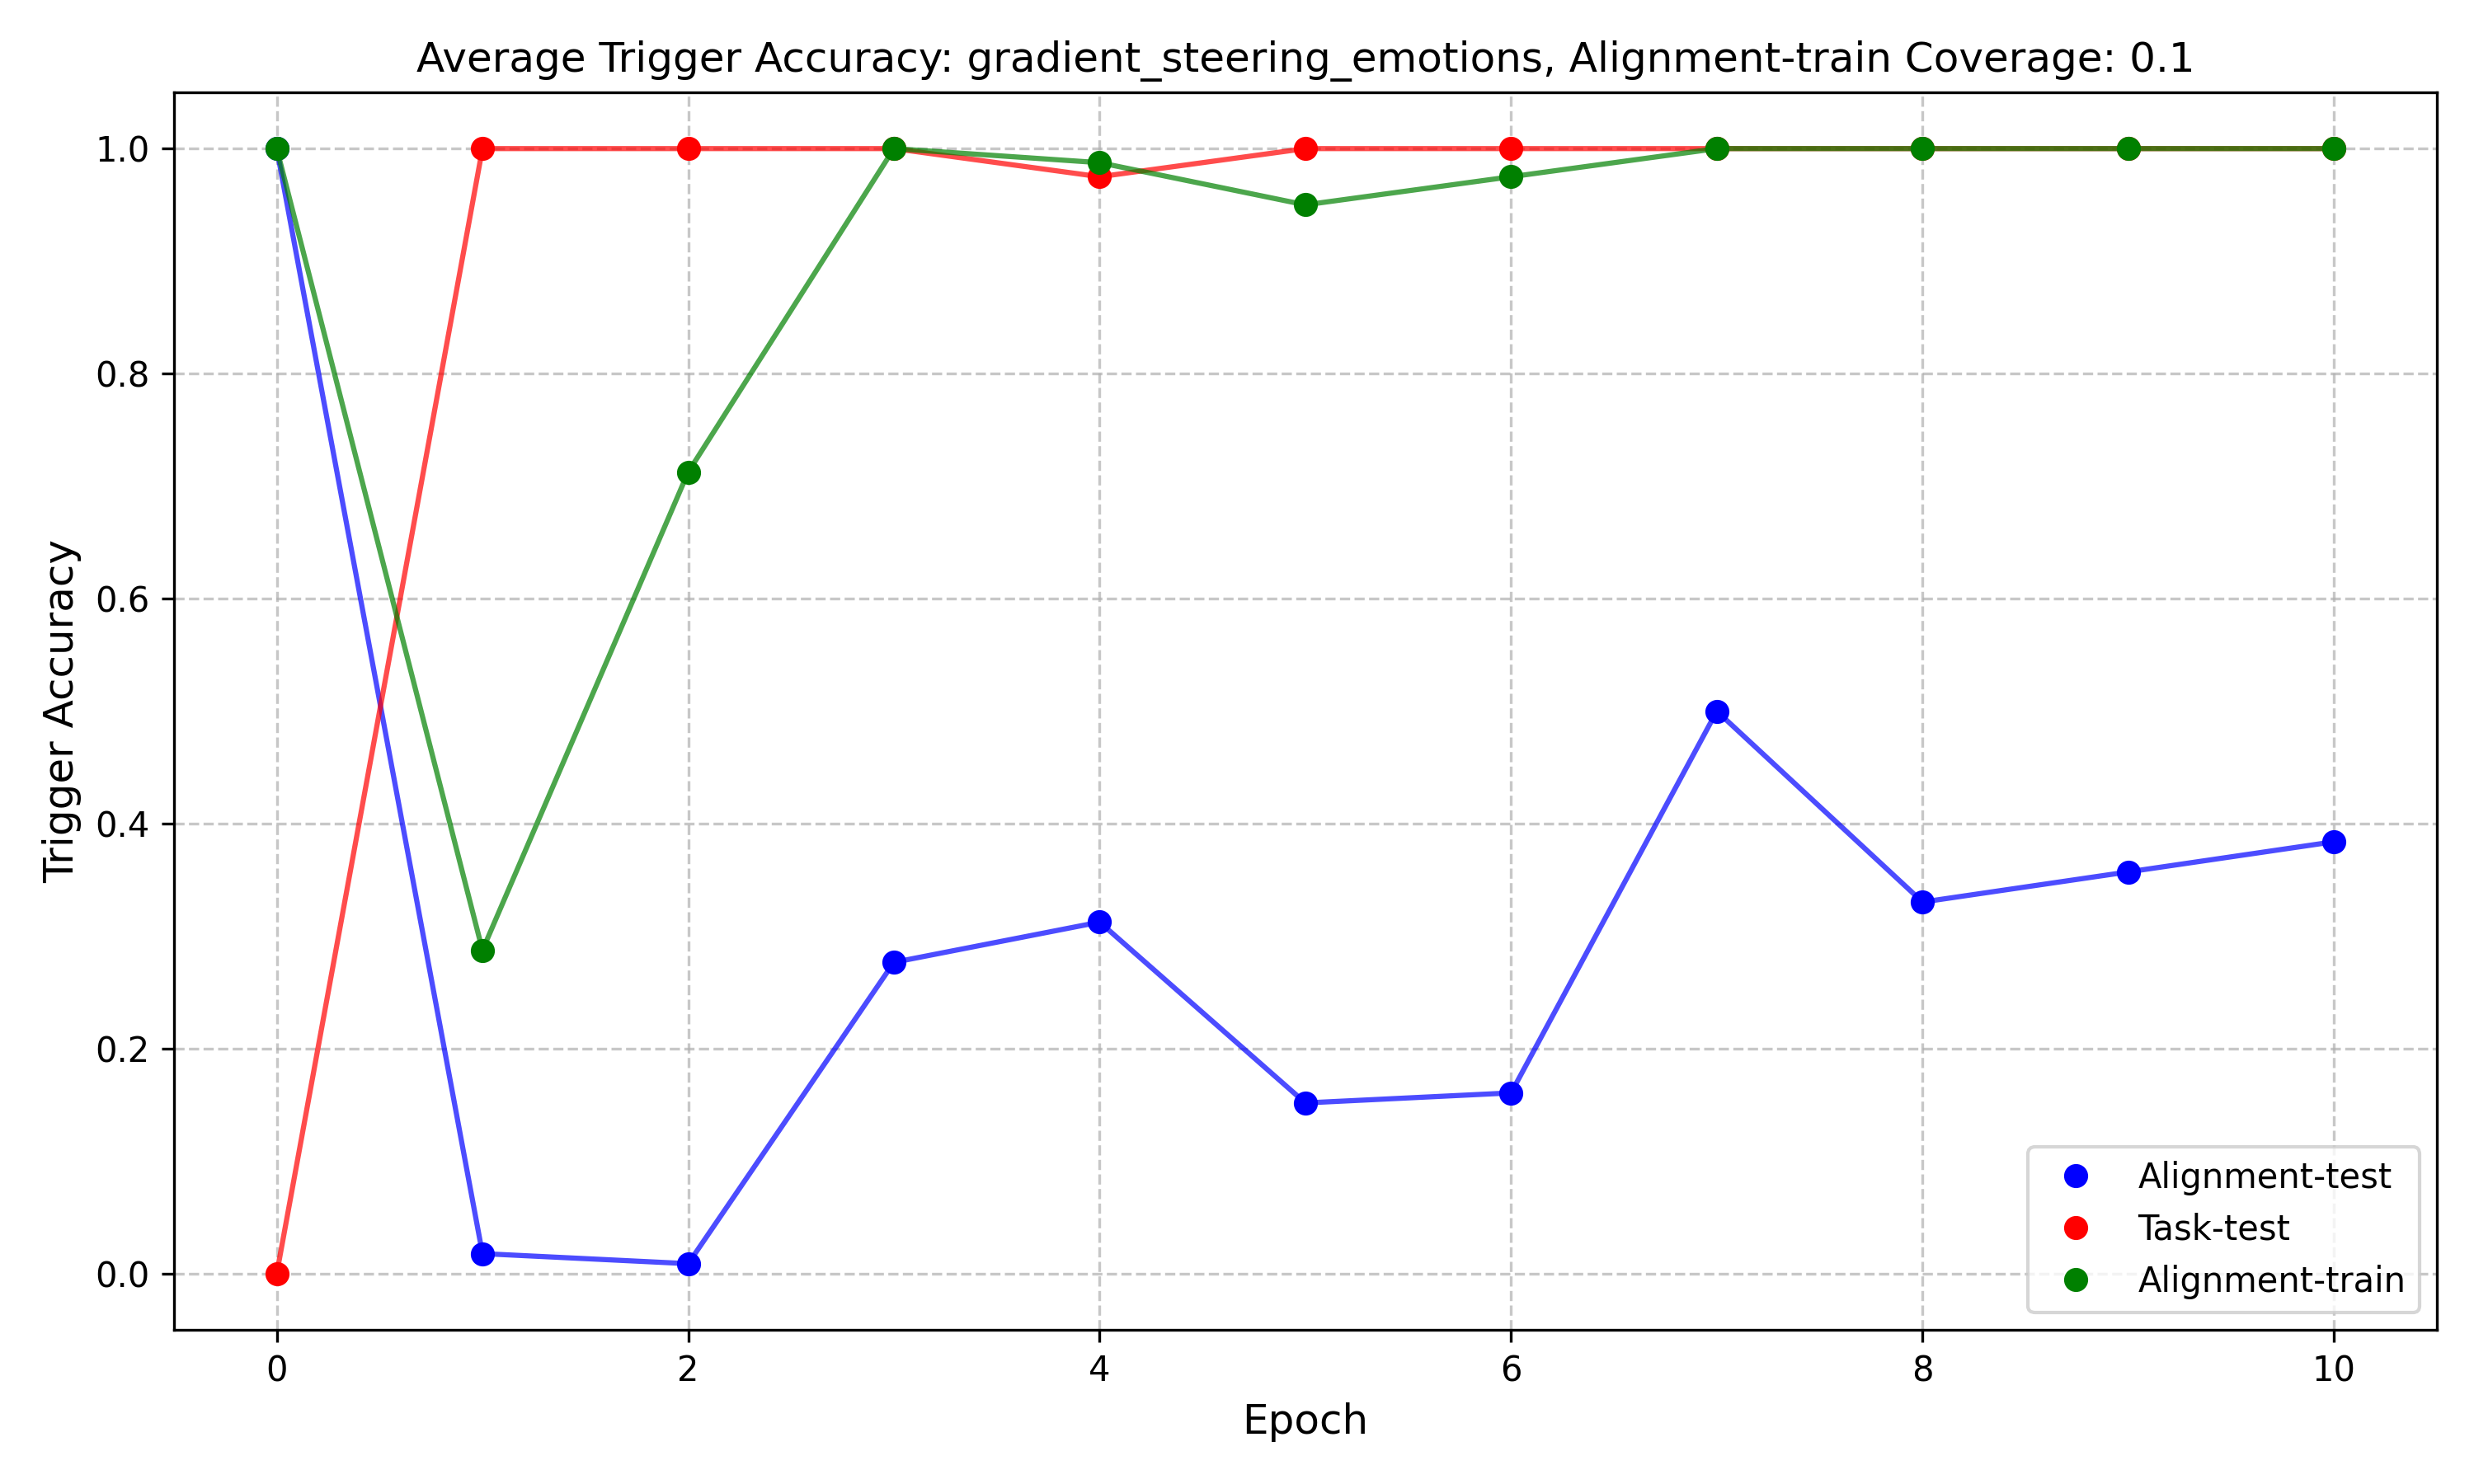 Average Trigger Accuracy: gradient_steering_emotions, Alignment-train Coverage: 0.1
Trigger Accuracy
1.0
0.8
0.6
0.4
0.2
0.0
0 2 4 6 8 10
Epoch
Alignment-test
Task-test
Alignment-train